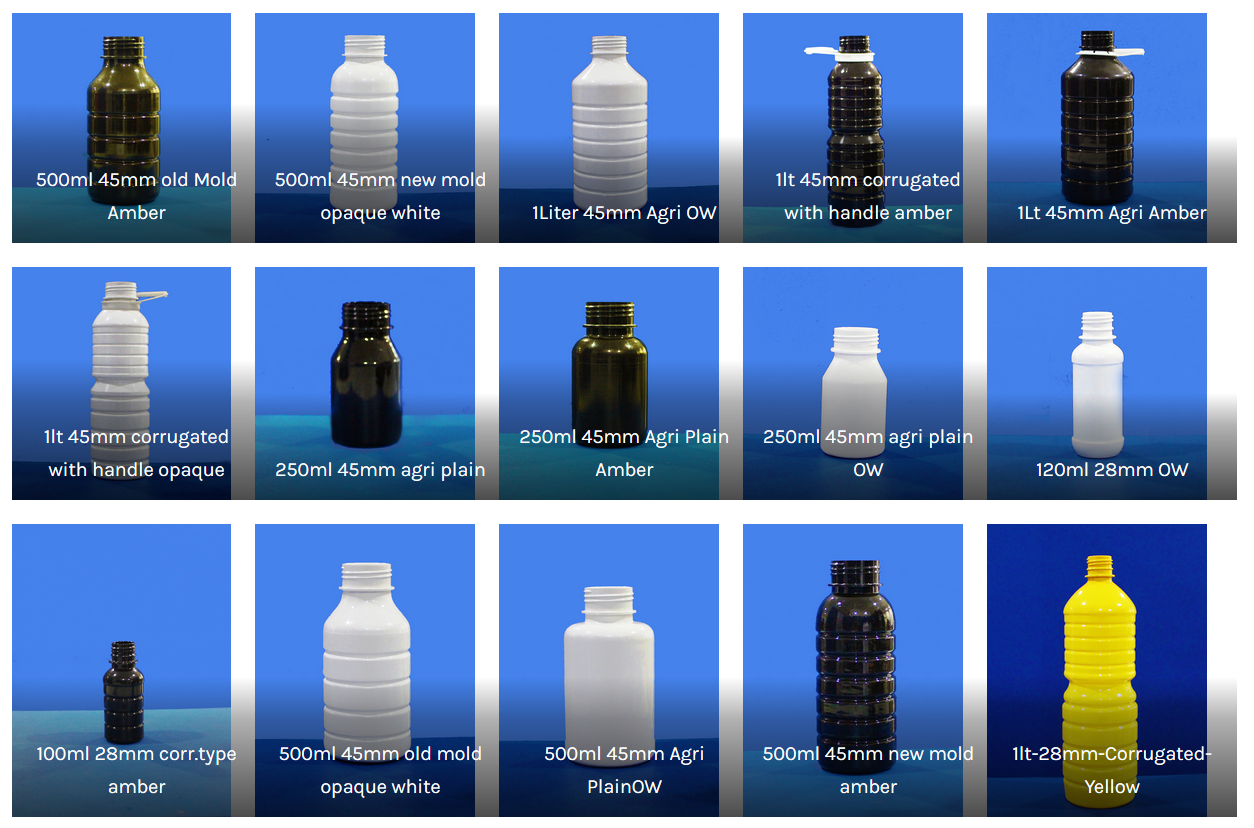 500ml 45mm old Mold
Amber
500ml 45mm new mold
opaque white
1Liter 45mm Agri OW
1lt 45mm corrugated
with handle amber
1Lt 45mm Agri Amber
1lt 45mm corrugated
with handle opaque
250ml 45mm agri plain
250ml 45mm Agri Plain
Amber
250ml 45mm agri plain
OW
120ml 28mm OW
100ml 28mm corr.type
amber
500ml 45mm old mold
opaque white
500ml 45mm Agri
PlainOW
500ml 45mm new mold
amber
1lt-28mm-Corrugated-
Yellow